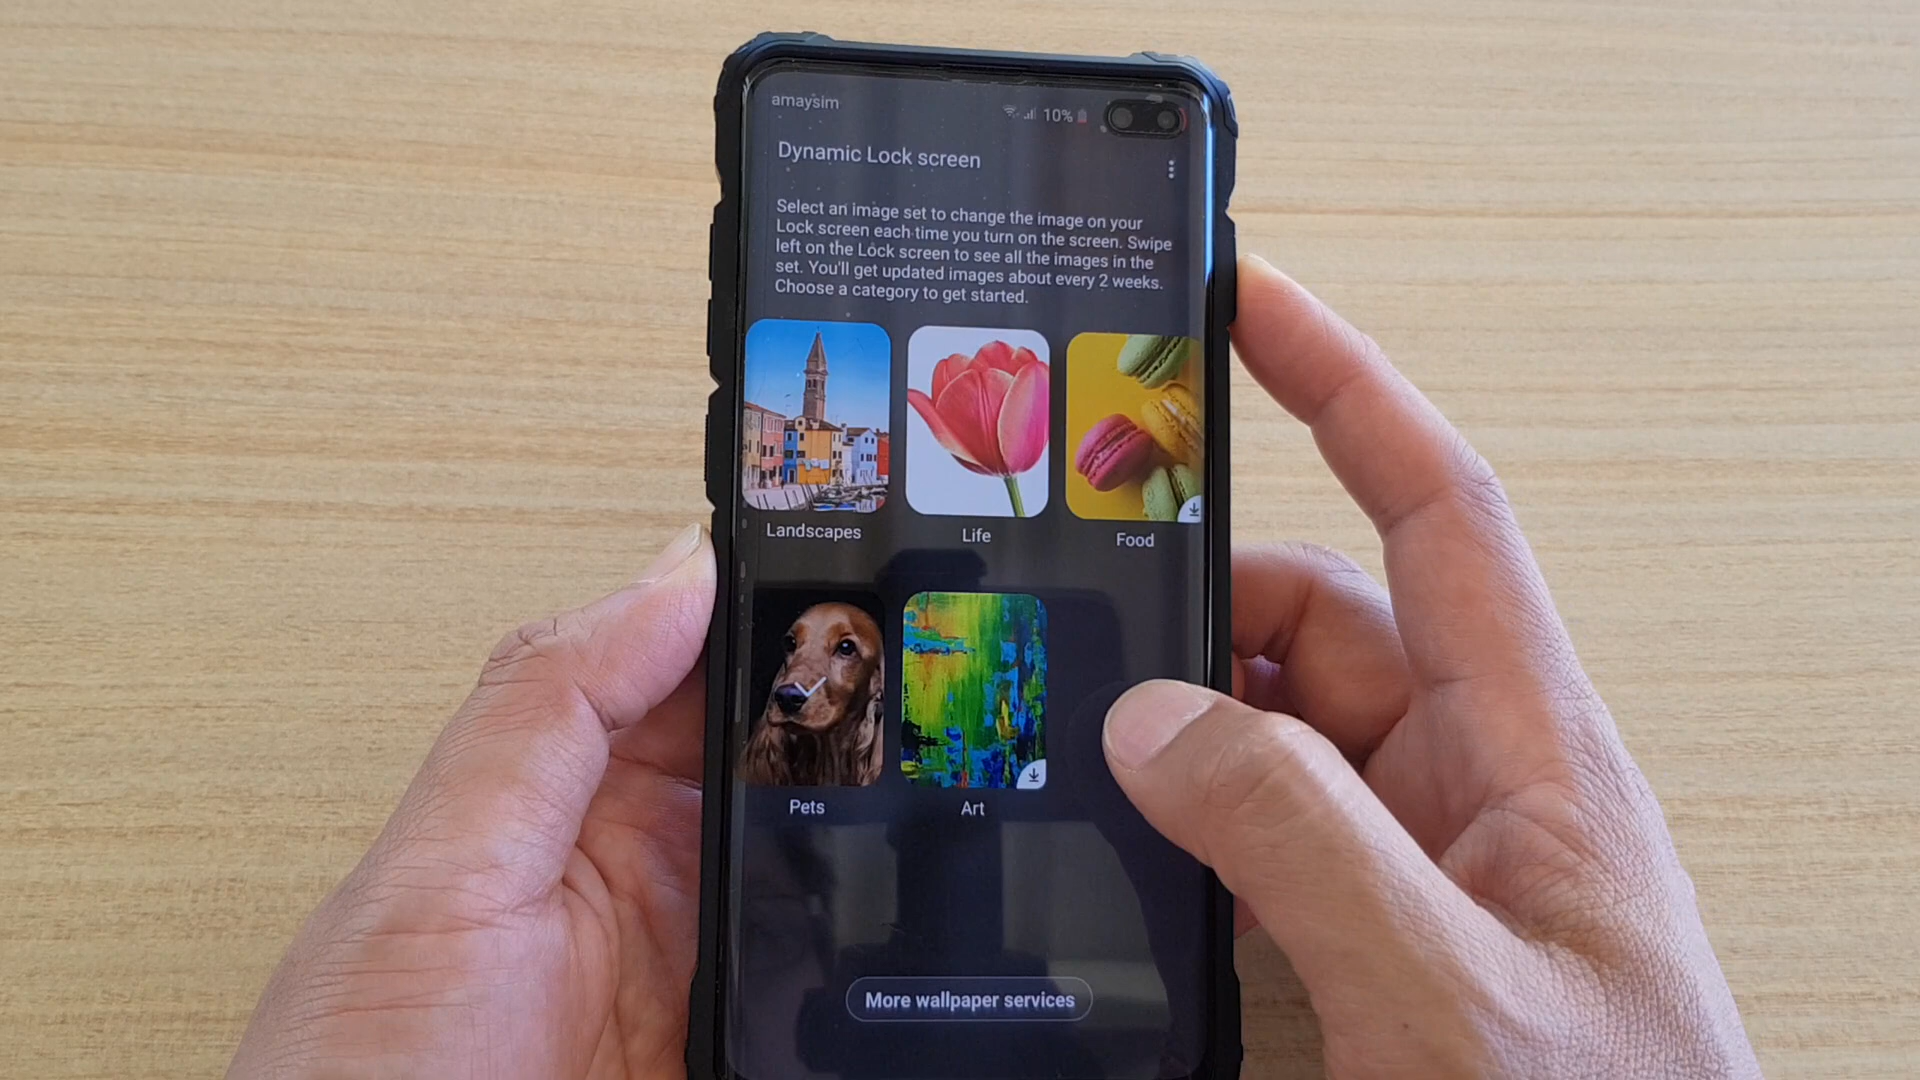 amaysim
10%
Dynamic Lock screen
Select an image set to change the image on your
Lock screen each time you turn on the screen. Swipe
left on the Lock screen to see all the images in the
set. You'll get updated images about every 2 weeks.
Choose a category to get started.
Landscapes
Life
Food
Pets
Art
More wallpaper services